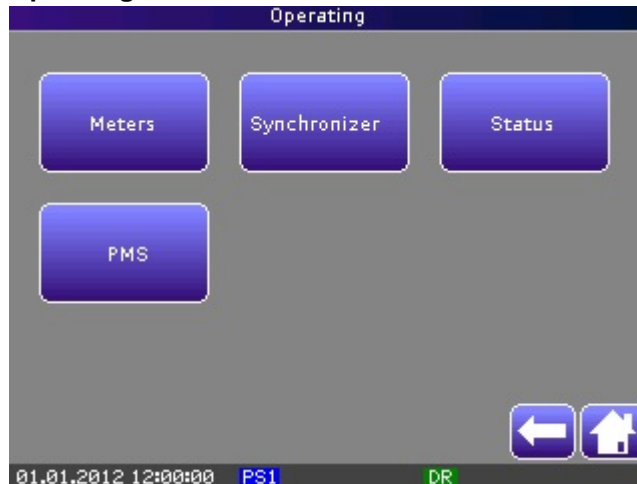 Operating
Meters Synchronizer Status
PMS
01.01.2012 12:00:00 PS1 DR